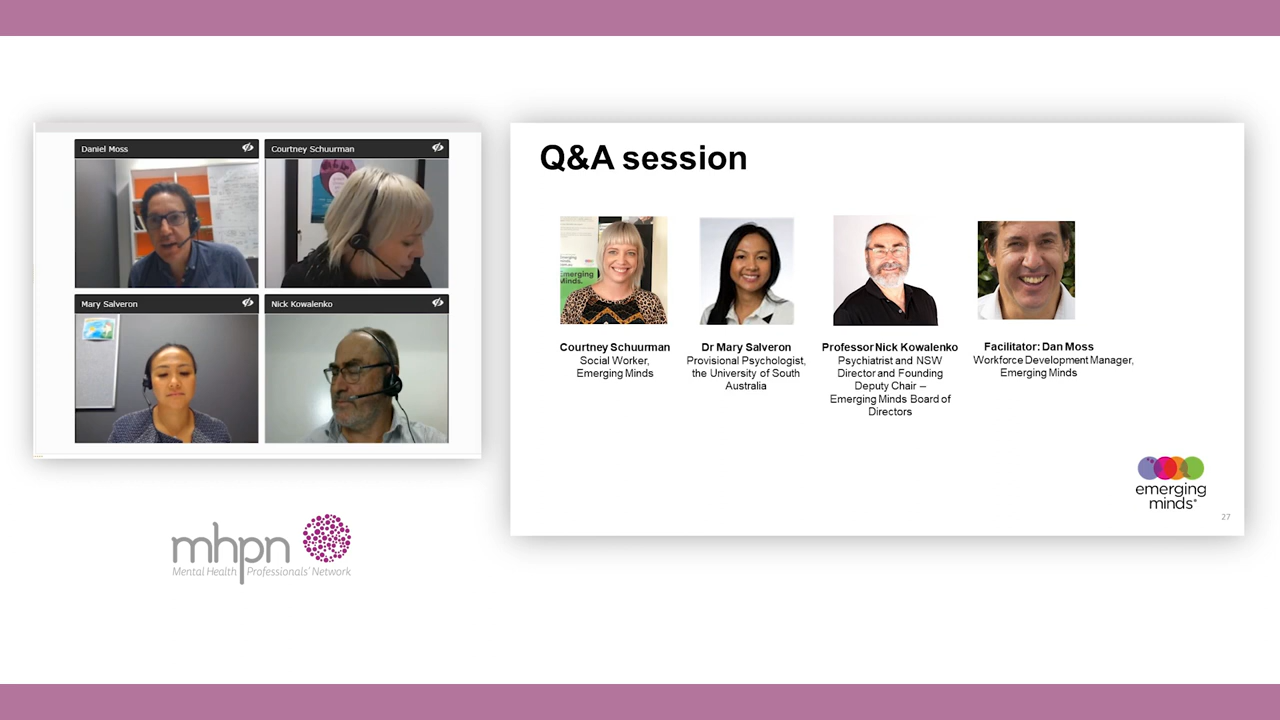 Daniel Moss
Courtney Schuurman
Mary Salveron
Nick Kowalenko
mhpn
Mental Health Professionals' Network
Q&A session
Emerging
Minds.
Courtney Schuurman
Social Worker,
Emerging Minds
Dr Mary Salveron
Provisional Psychologist,
the University of South
Australia
Professor Nick Kowalenko
Psychiatrist and NSW
Director and Founding
Deputy Chair –
Emerging Minds Board of
Directors
Facilitator: Dan Moss
Workforce Development Manager,
Emerging Minds
emerging
minds
27